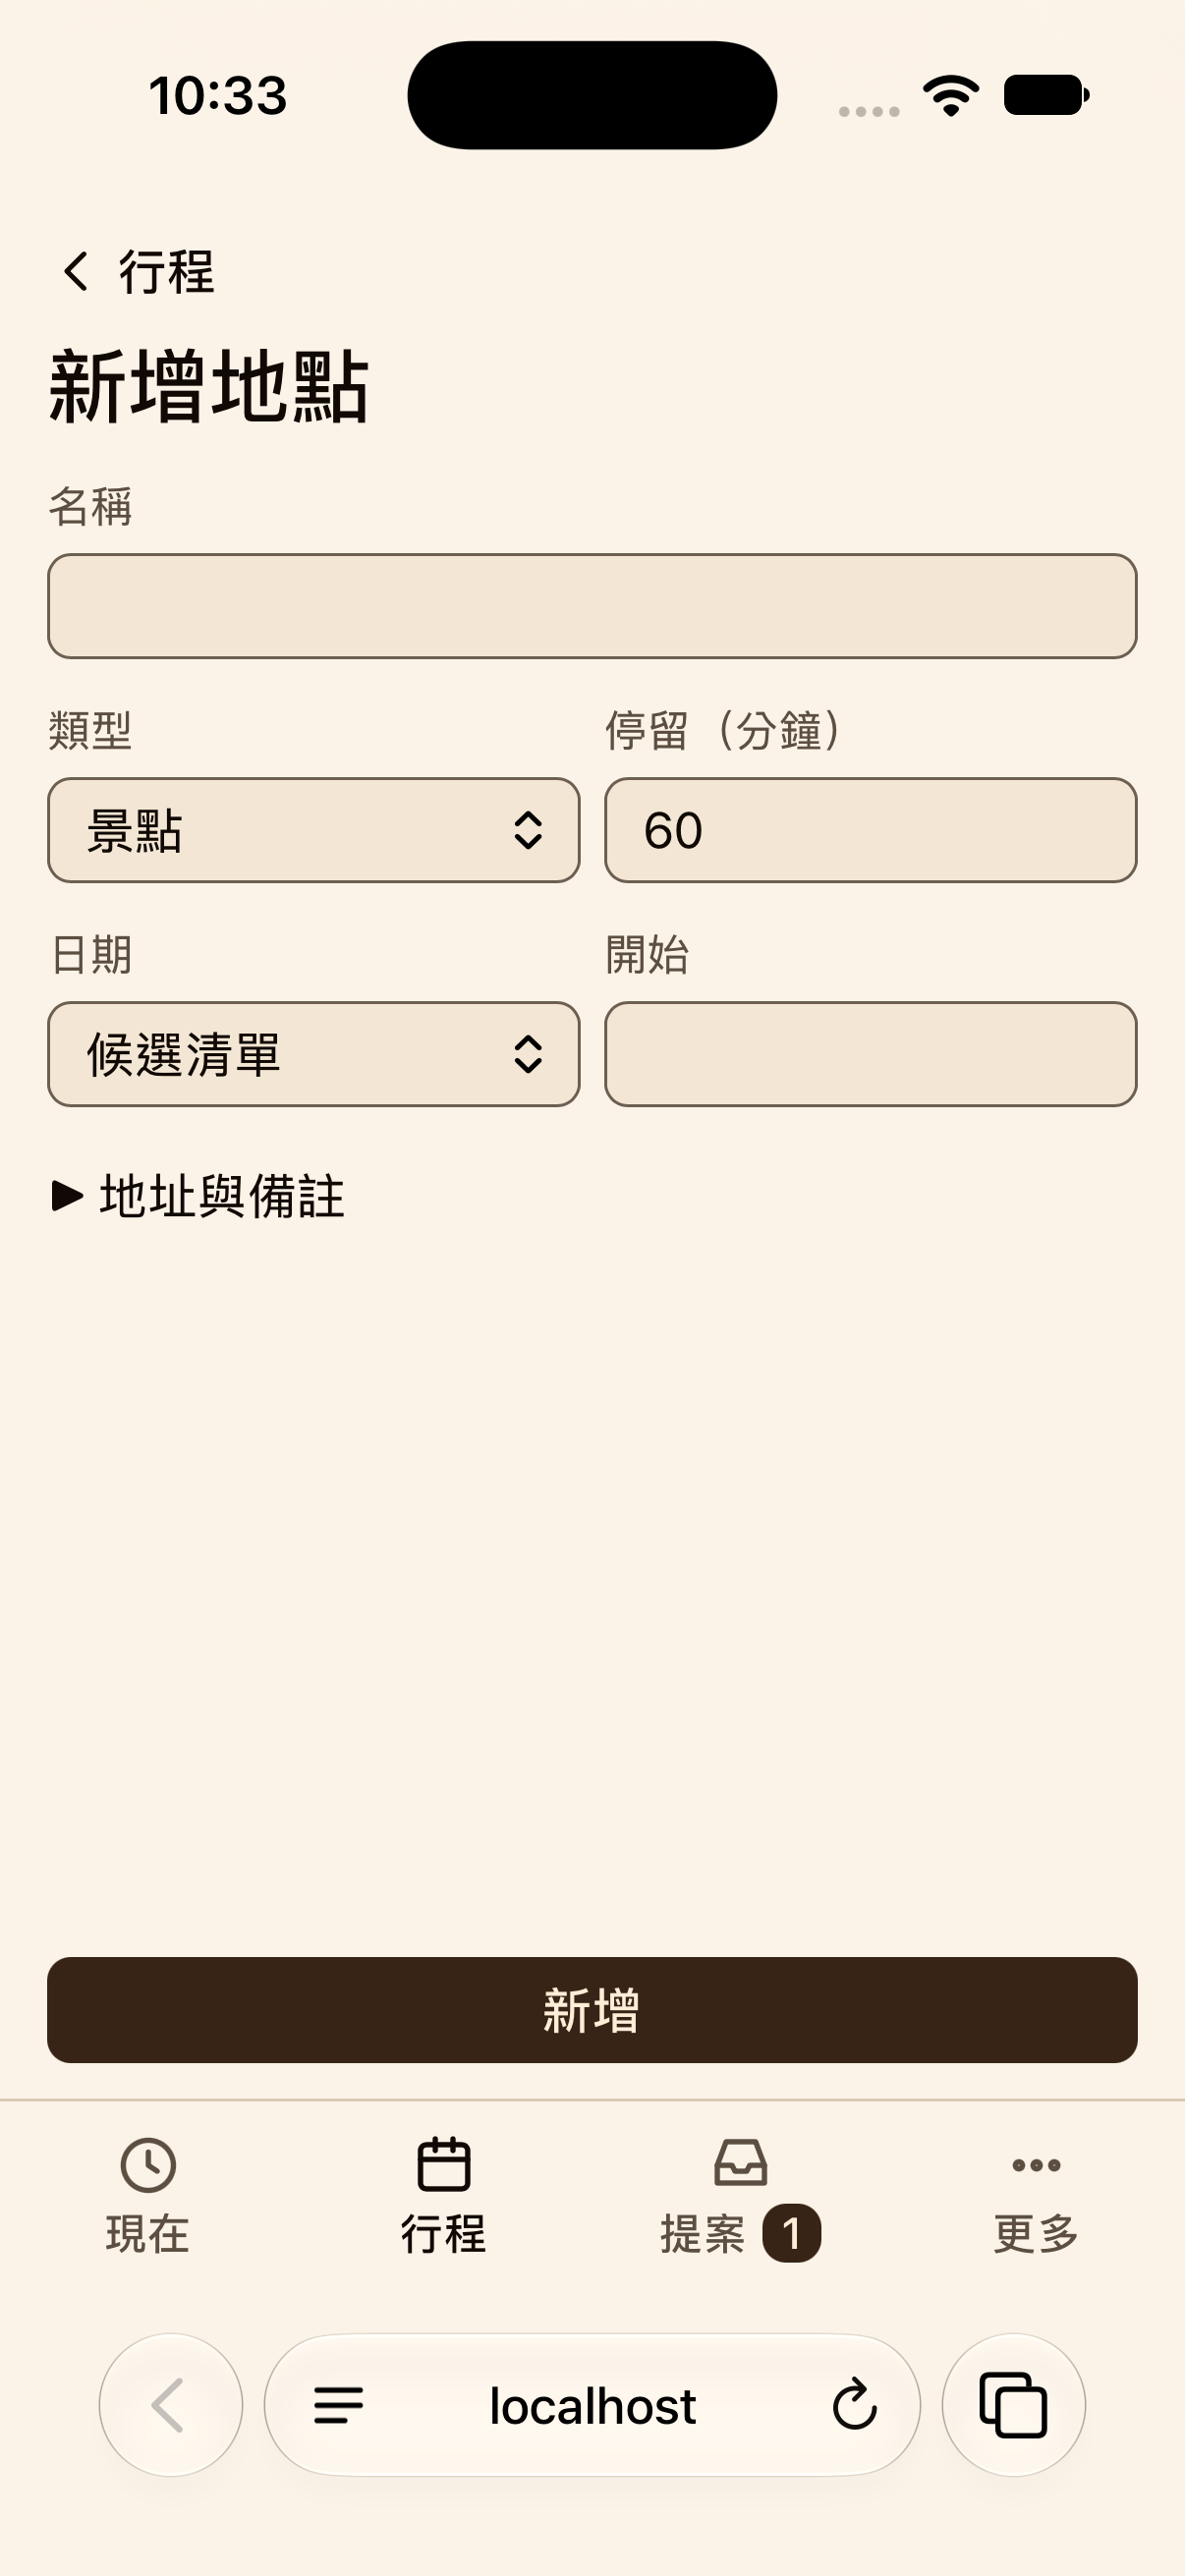 10:33
行程
新增地點
名稱
類型
停留（分鐘）
景點
60
日期
開始
候選清單
地址與備註
新增
現在
行程
提案 1
更多
localhost